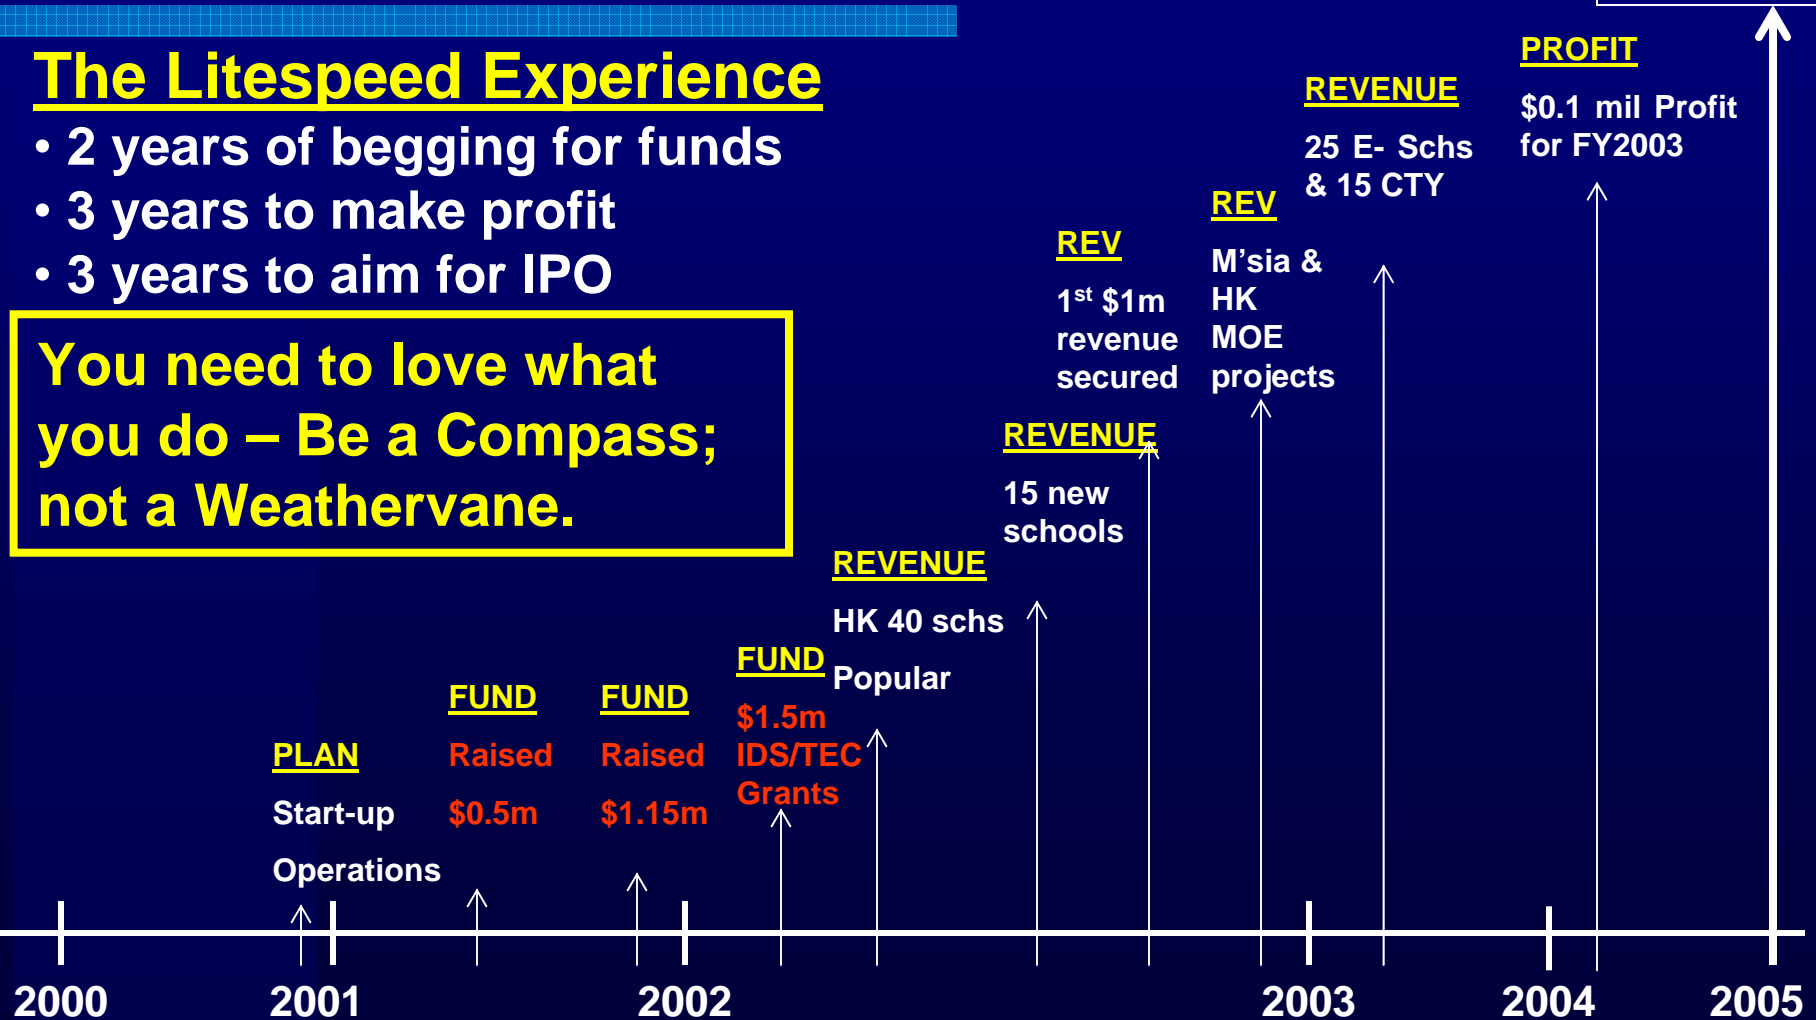 The Litespeed Experience
• 2 years of begging for funds
• 3 years to make profit
• 3 years to aim for IPO
You need to love what
you do – Be a Compass;
not a Weathervane.
PLAN
Start-up
Operations
FUND
Raised
$0.5m
FUND
Raised
$1.15m
FUND
$1.5m
IDS/TEC
Grants
REVENUE
HK 40 schs
Popular
REVENUE
15 new
schools
REV
1st $1m
revenue
secured
REV
M'sia &
HK
MOE
projects
REVENUE
25 E- Schs
& 15 CTY
PROFIT
$0.1 mil Profit
for FY2003
2000
2001
2002
2003
2004
2005